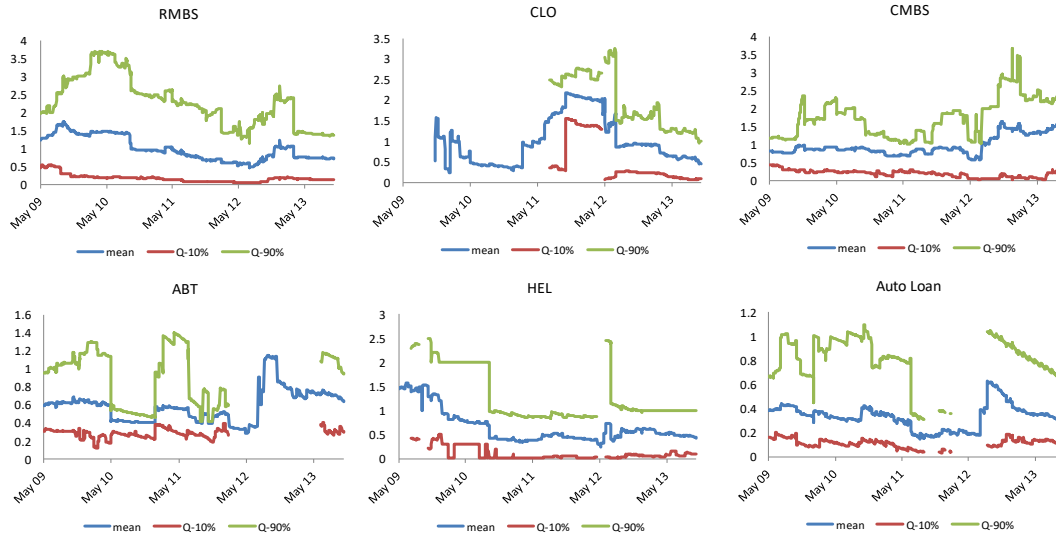 RMBS
4
3.5
3
2.5
2
1.5
1
0.5
0
May 09
May 10
May 11
May 12
May 13
mean
Q-10%
Q-90%
CLO
3.5
3
2.5
2
1.5
1
0.5
0
May 09
May 10
May 11
May 12
May 13
mean
Q-10%
Q-90%
CMBS
4
3.5
3
2.5
2
1.5
1
0.5
0
May 09
May 10
May 11
May 12
May 13
mean
Q-10%
Q-90%
ABT
1.6
1.4
1.2
1
0.8
0.6
0.4
0.2
0
May 09
May 10
May 11
May 12
May 13
mean
Q-10%
Q-90%
HEL
3
2.5
2
1.5
1
0.5
0
May 09
May 10
May 11
May 12
May 13
mean
Q-10%
Q-90%
Auto Loan
1.2
1
0.8
0.6
0.4
0.2
0
May 09
May 10
May 11
May 12
May 13
mean
Q-10%
Q-90%